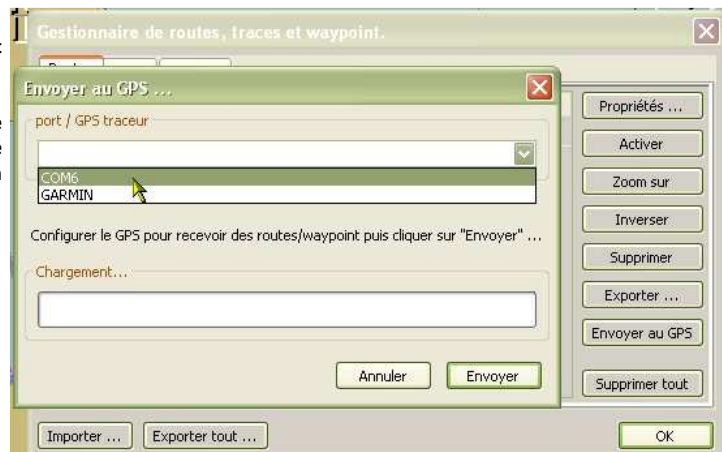 Gestionnaire de routes, traces et waypoint.
Envoyer au GPS ...
port / GPS traceur
COM6
GARMIN
Configurer le GPS pour recevoir des routes/waypoint puis cliquer sur "Envoyer" ...
Chargement...
Annuler
Envoyer
Propriétés ...
Activer
Zoom sur
Inverser
Supprimer
Exporter ...
Envoyer au GPS
Supprimer tout
Importer ...
Exporter tout ...
OK